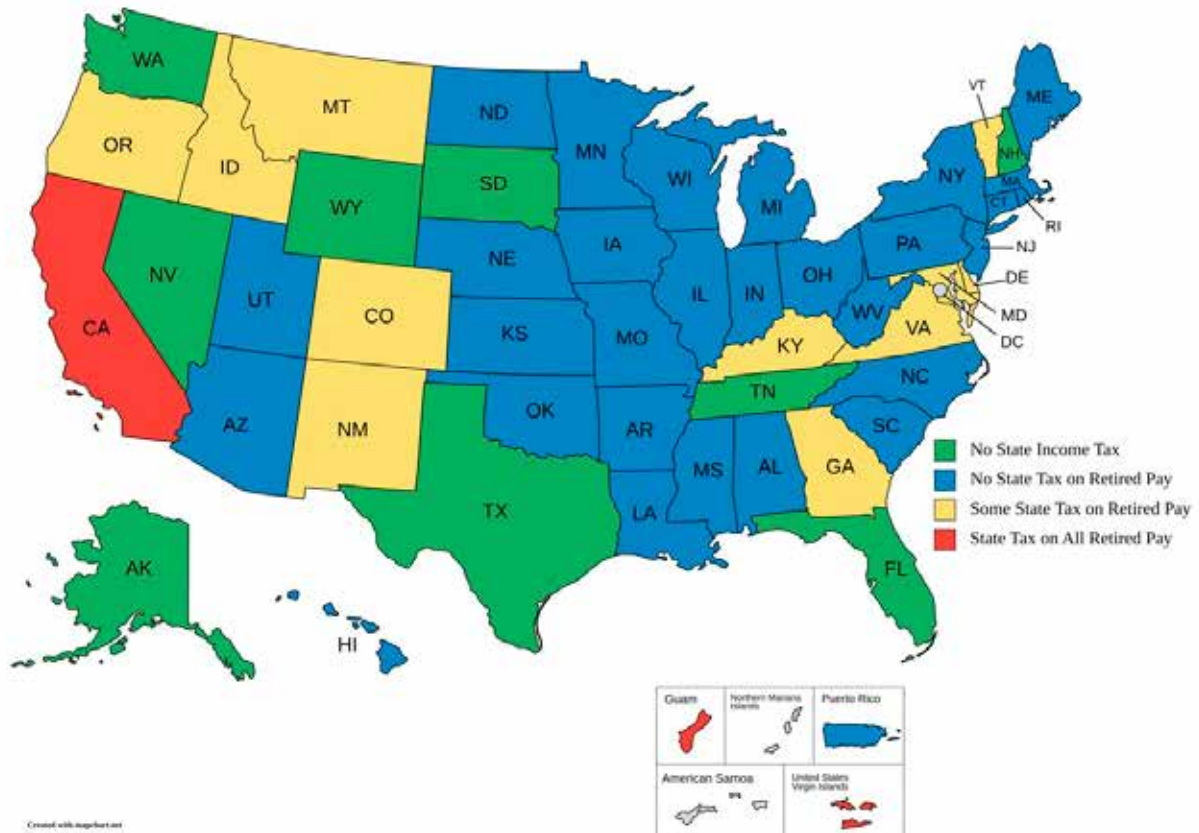 WA
MT
ND
MN
VT
ME
OR
ID
SD
WI
NY
NH
MA
WY
MI
CT
RI
IA
PA
NJ
NE
NV
UT
IL
IN
OH
DE
CA
CO
WV
MD
KS
MO
VA
DC
KY
NC
TN
AZ
NM
OK
AR
SC
MS
AL
GA
No State Income Tax
No State Tax on Retired Pay
Some State Tax on Retired Pay
State Tax on All Retired Pay
TX
LA
AK
FL
HI
Guam
Northern Mariana
Islands
Puerto Rico
American Samoa
United States
Virgin Islands
Created with mapchart.net